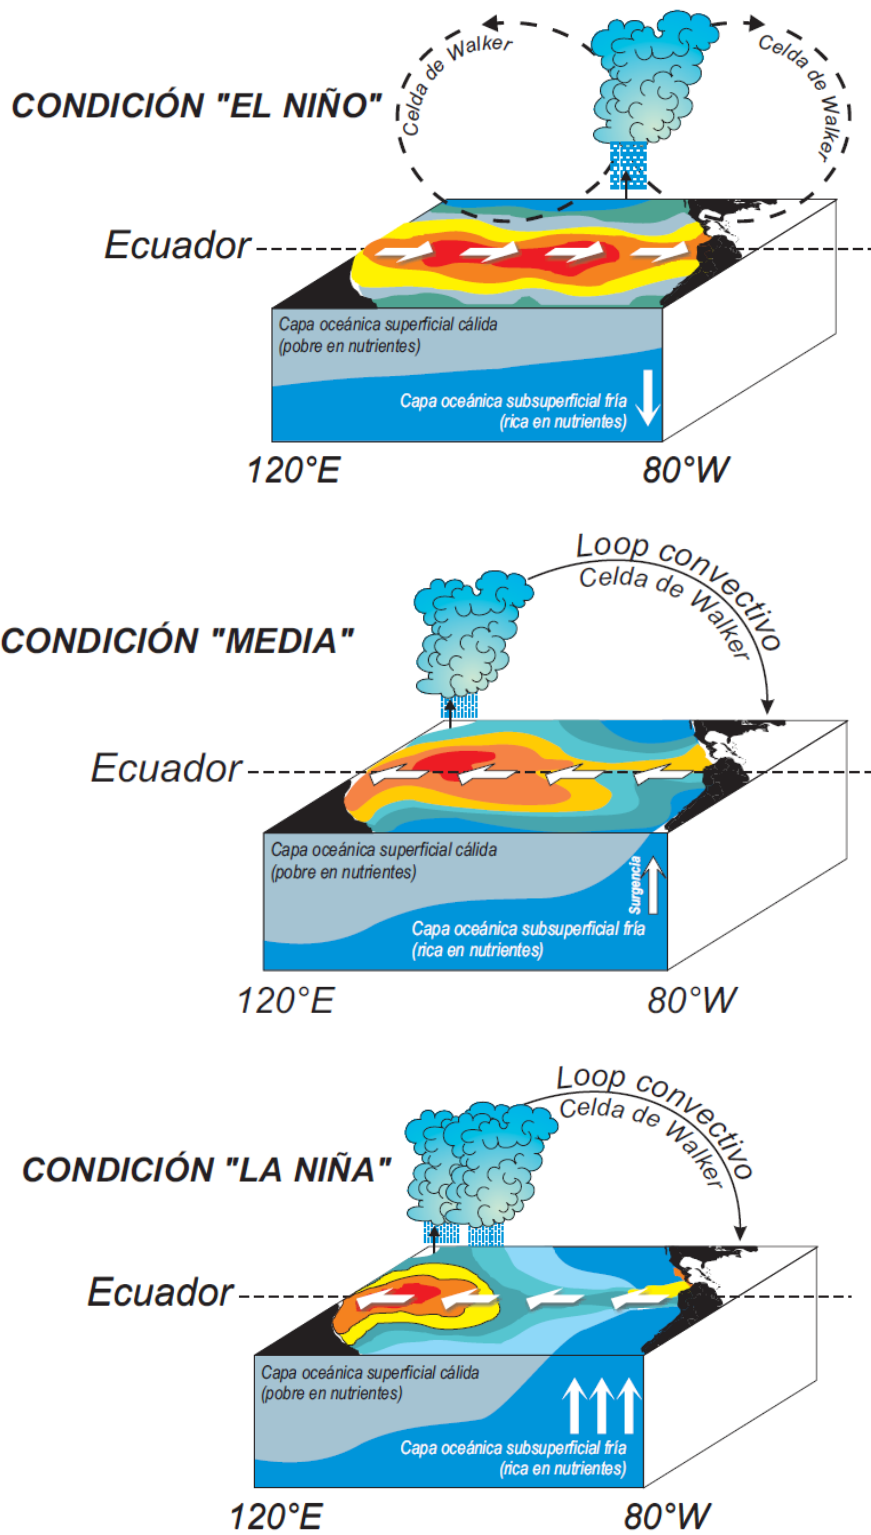 Celda de Walker
Celda de Walker
CONDICIÓN "EL NIÑO"
Ecuador
Capa oceánica superficial cálida
(pobre en nutrientes)
Capa oceánica subsuperficial fría
(rica en nutrientes)
120°E
80°W
Loop convectivo
Celda de Walker
CONDICIÓN "MEDIA"
Ecuador
Capa oceánica superficial cálida
(pobre en nutrientes)
Surgencia
Capa oceánica subsuperficial fría
(rica en nutrientes)
120°E
80°W
Loop convectivo
Celda de Walker
CONDICIÓN "LA NIÑA"
Ecuador
Capa oceánica superficial cálida
(pobre en nutrientes)
Capa oceánica subsuperficial fría
(rica en nutrientes)
120°E
80°W